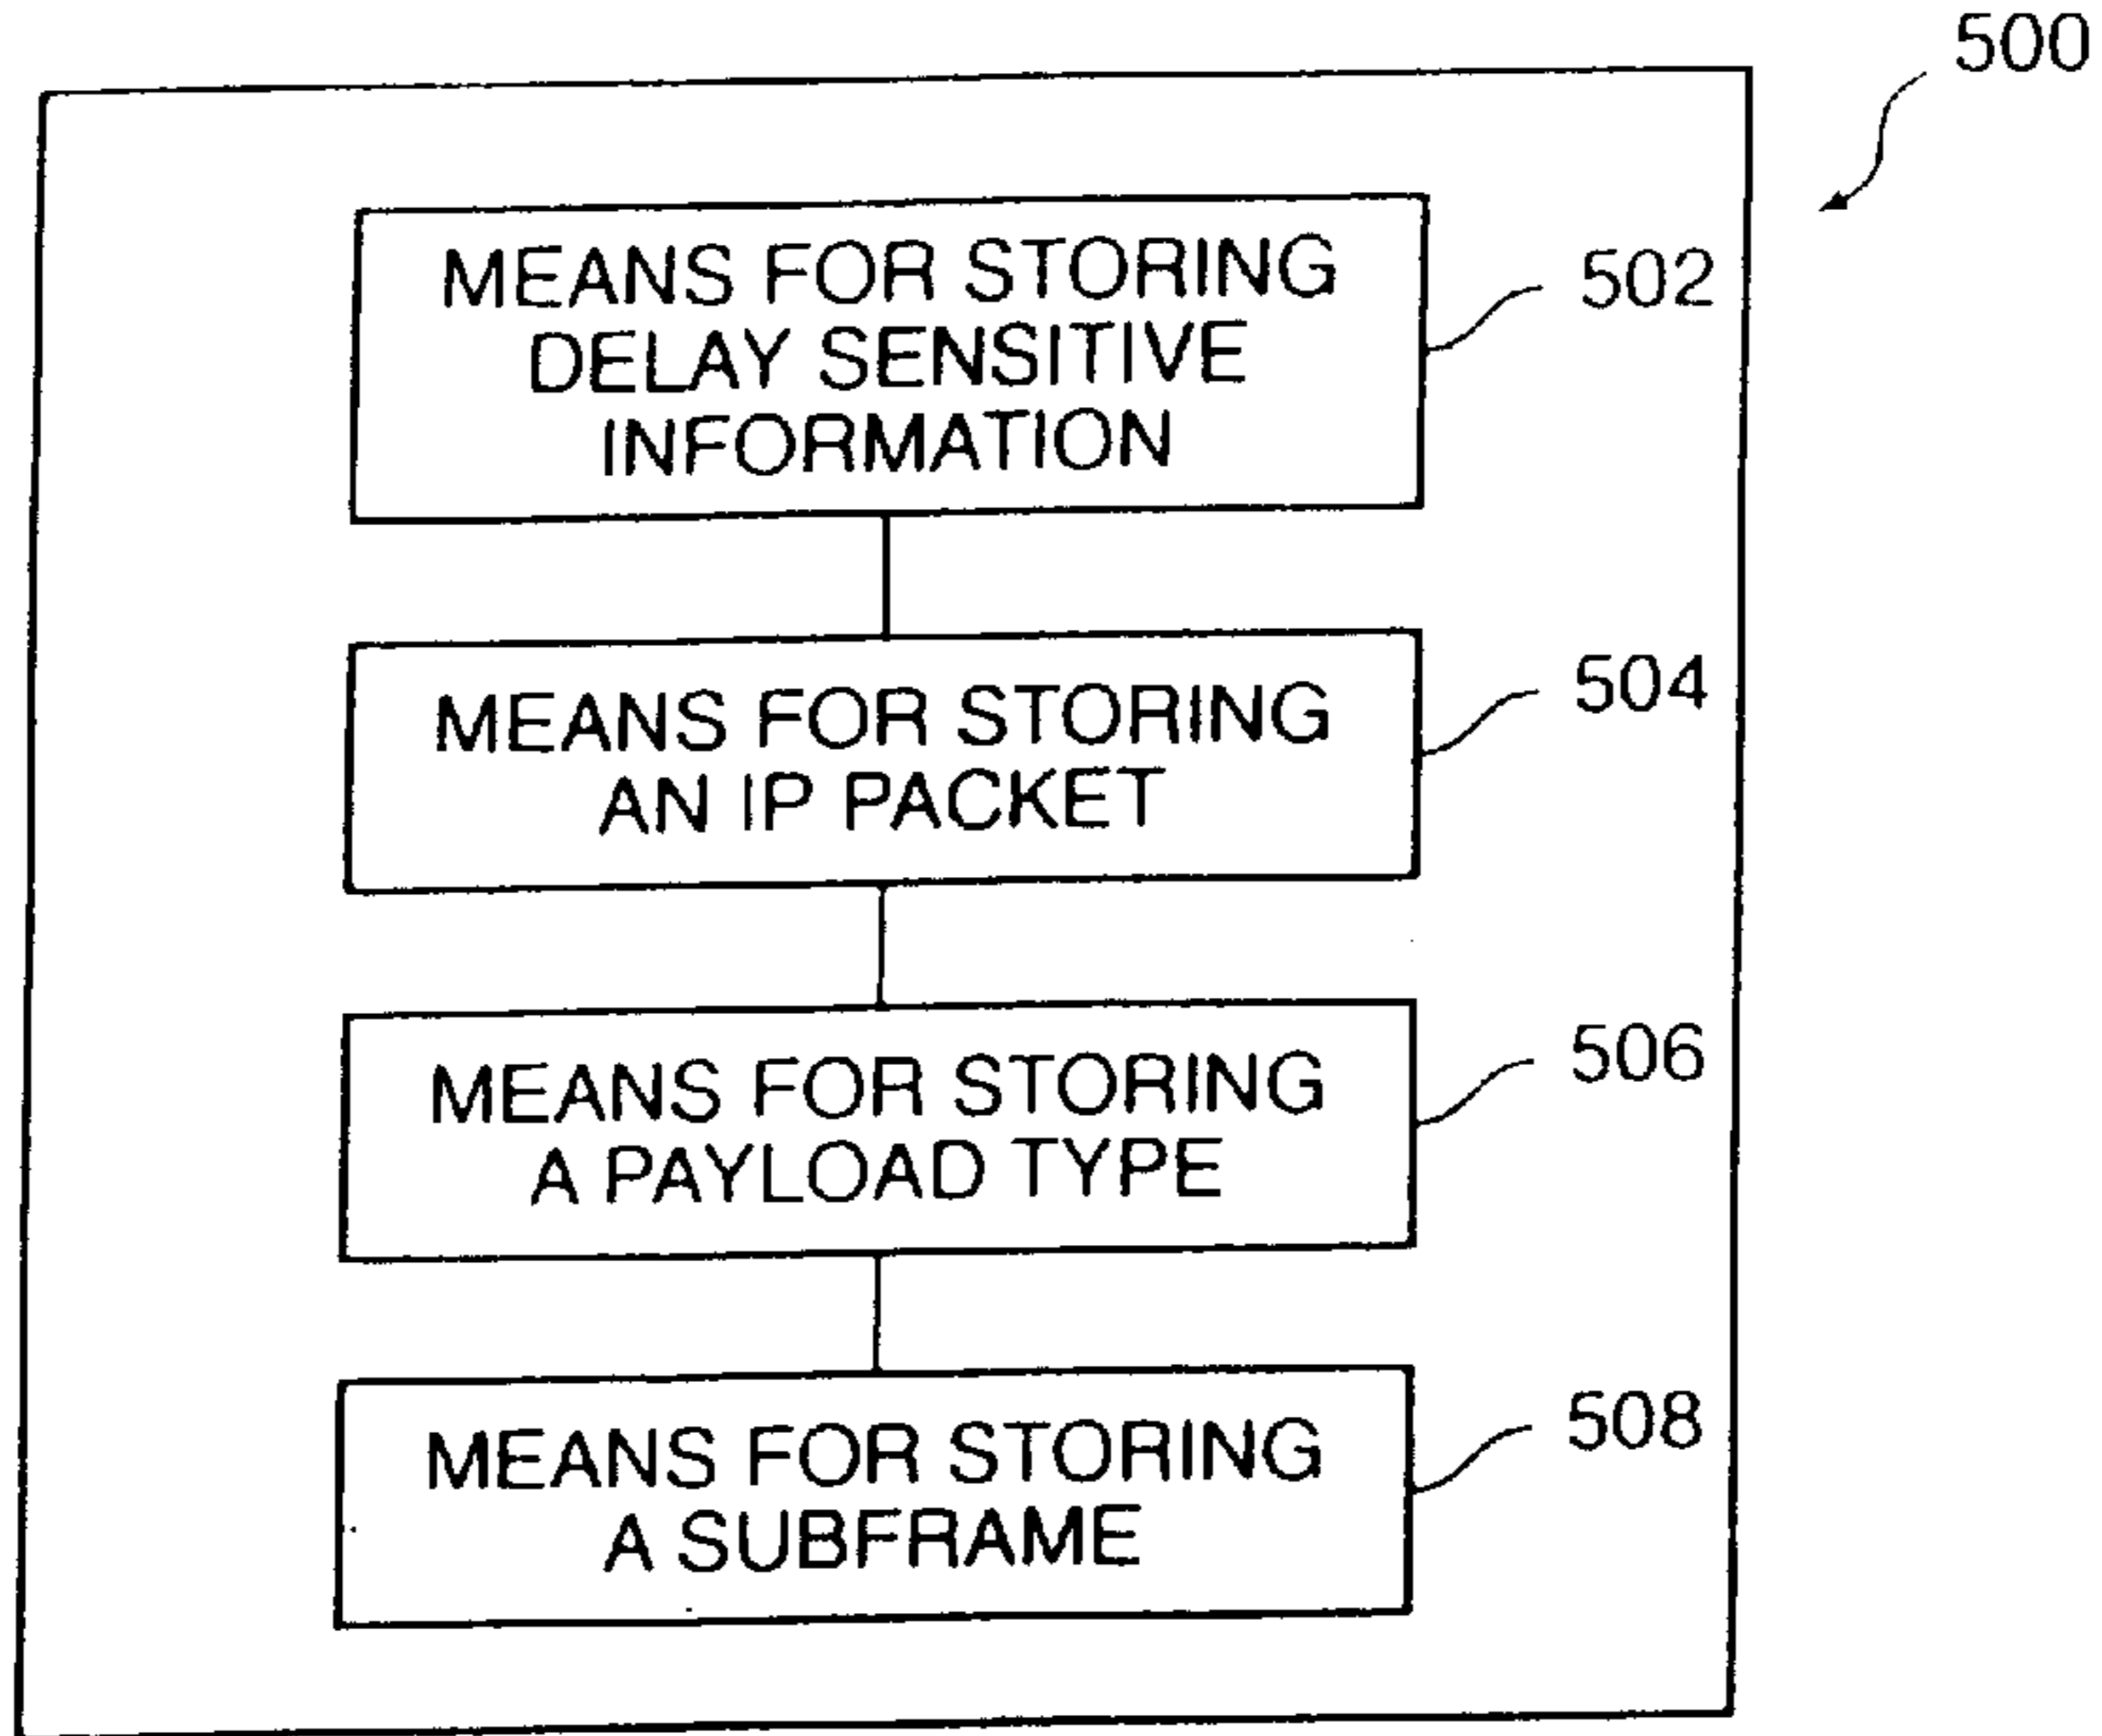 500
MEANS FOR STORING
DELAY SENSITIVE
INFORMATION
502
MEANS FOR STORING
AN IP PACKET
504
MEANS FOR STORING
A PAYLOAD TYPE
506
MEANS FOR STORING
A SUBFRAME
508